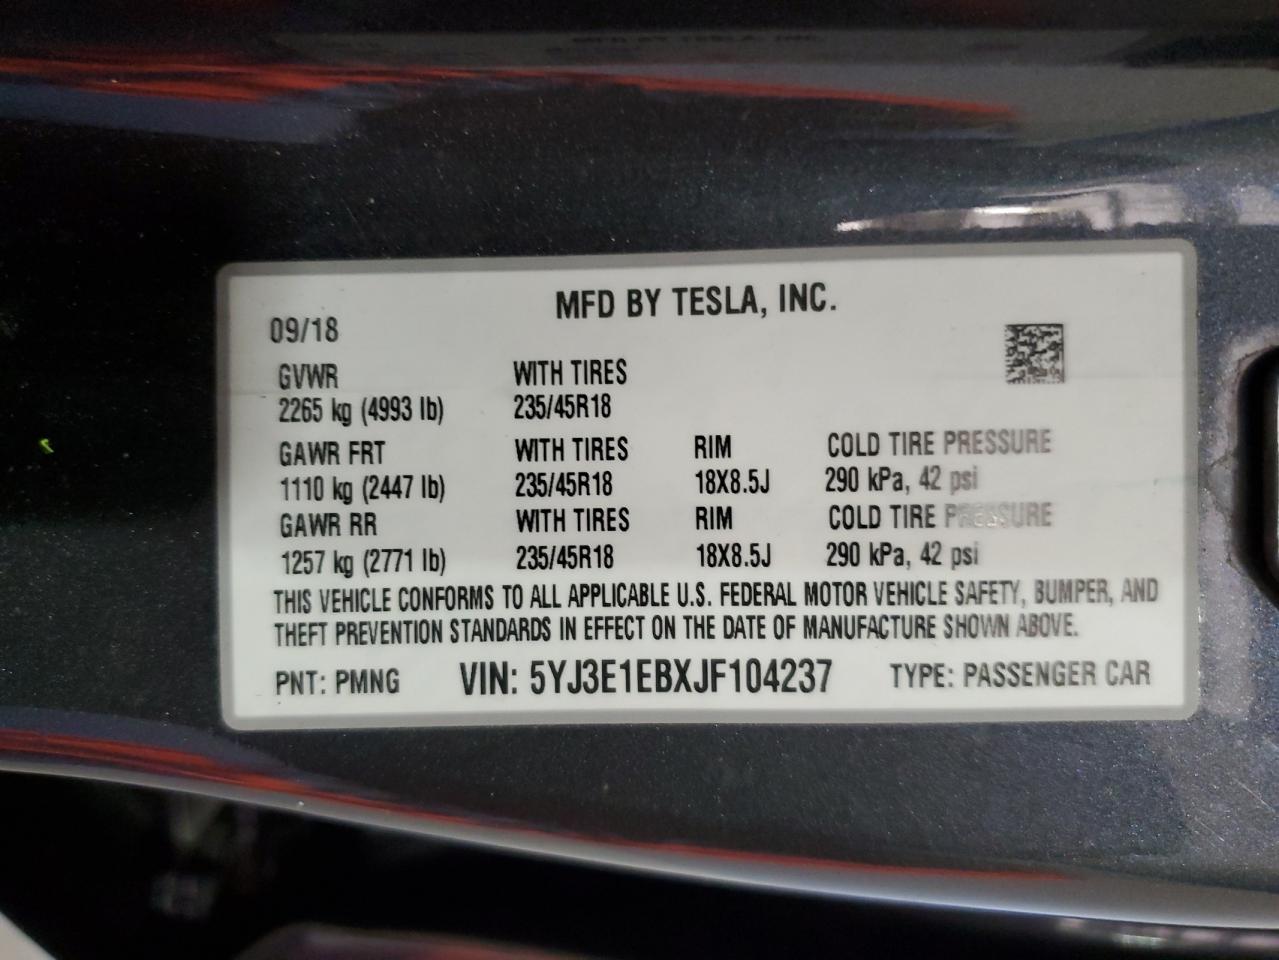 MFD BY TESLA, INC.
09/18
GVWR WITH TIRES
2265 kg (4993 lb) 235/45R18
GAWR FRT WITH TIRES RIM COLD TIRE PRESSURE
1110 kg (2447 lb) 235/45R18 18X8.5J 290 kPa, 42 psi
GAWR RR WITH TIRES RIM COLD TIRE PRESSURE
1257 kg (2771 lb) 235/45R18 18X8.5J 290 kPa, 42 psi
THIS VEHICLE CONFORMS TO ALL APPLICABLE U.S. FEDERAL MOTOR VEHICLE SAFETY, BUMPER, AND
THEFT PREVENTION STANDARDS IN EFFECT ON THE DATE OF MANUFACTURE SHOWN ABOVE.
PNT: PMNG VIN: 5YJ3E1EBXJF104237 TYPE: PASSENGER CAR